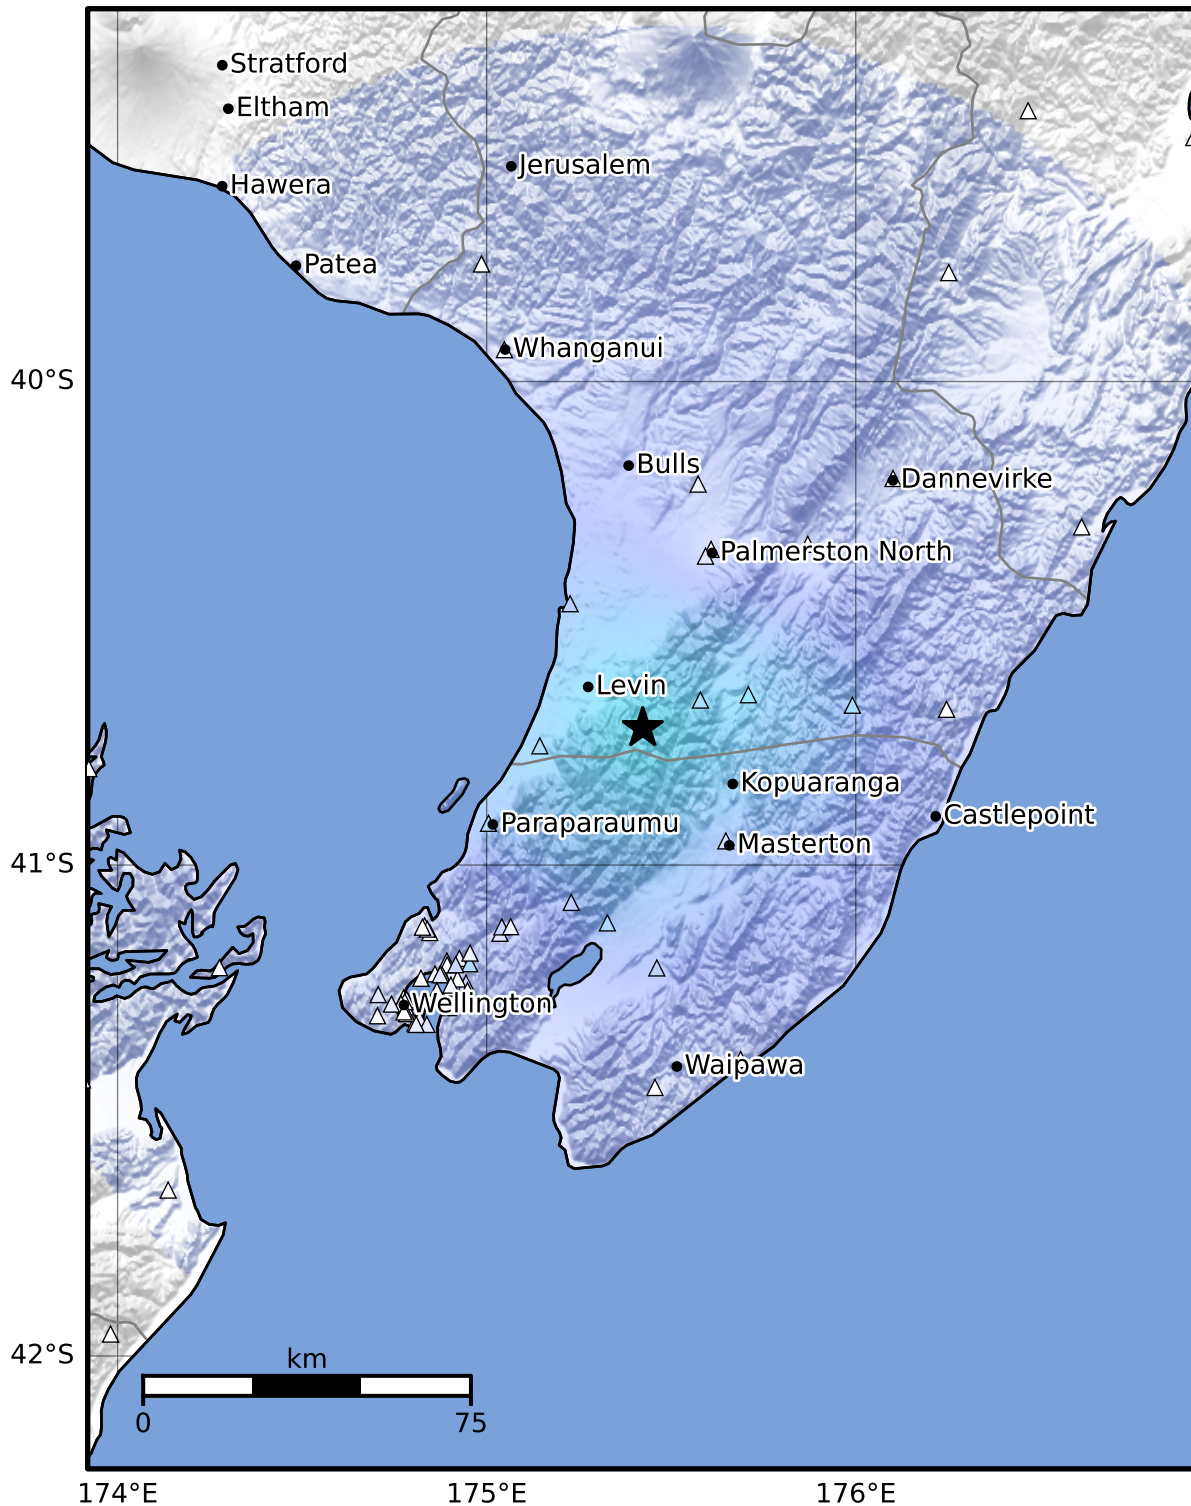 Stratford
Eltham
Jerusalem
Hawera
Patea
Whanganui
40°S
Bulls
Dannevirke
Palmerston North
Levin
Kopuaranga
Castlepoint
Paraparaumu
Masterton
41°S
Wellington
Waipawa
42°S
km
0 75
174°E 175°E 176°E